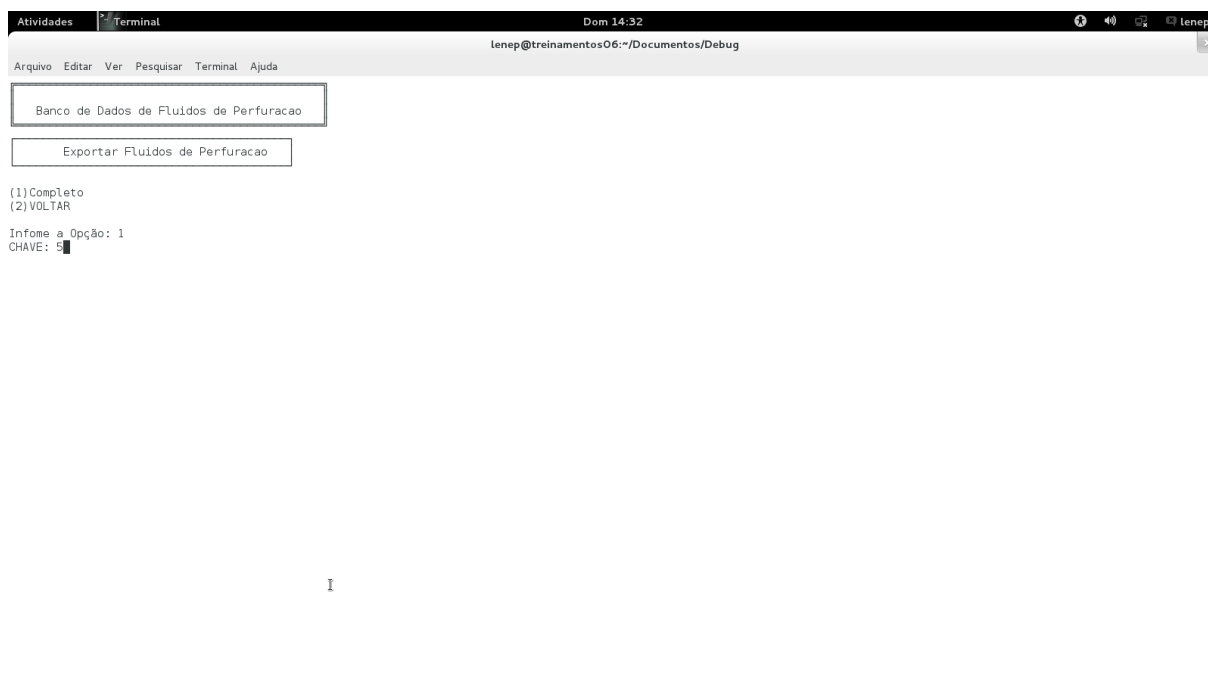 Atividades >_ Terminal Dom 14:32 lenep
lenep@treinamentos06:~/Documentos/Debug
Arquivo Editar Ver Pesquisar Terminal Ajuda
Banco de Dados de Fluidos de Perfuracao
Exportar Fluidos de Perfuracao
(1)Completo
(2)VOLTAR
Infome a Opção: 1
CHAVE: 5